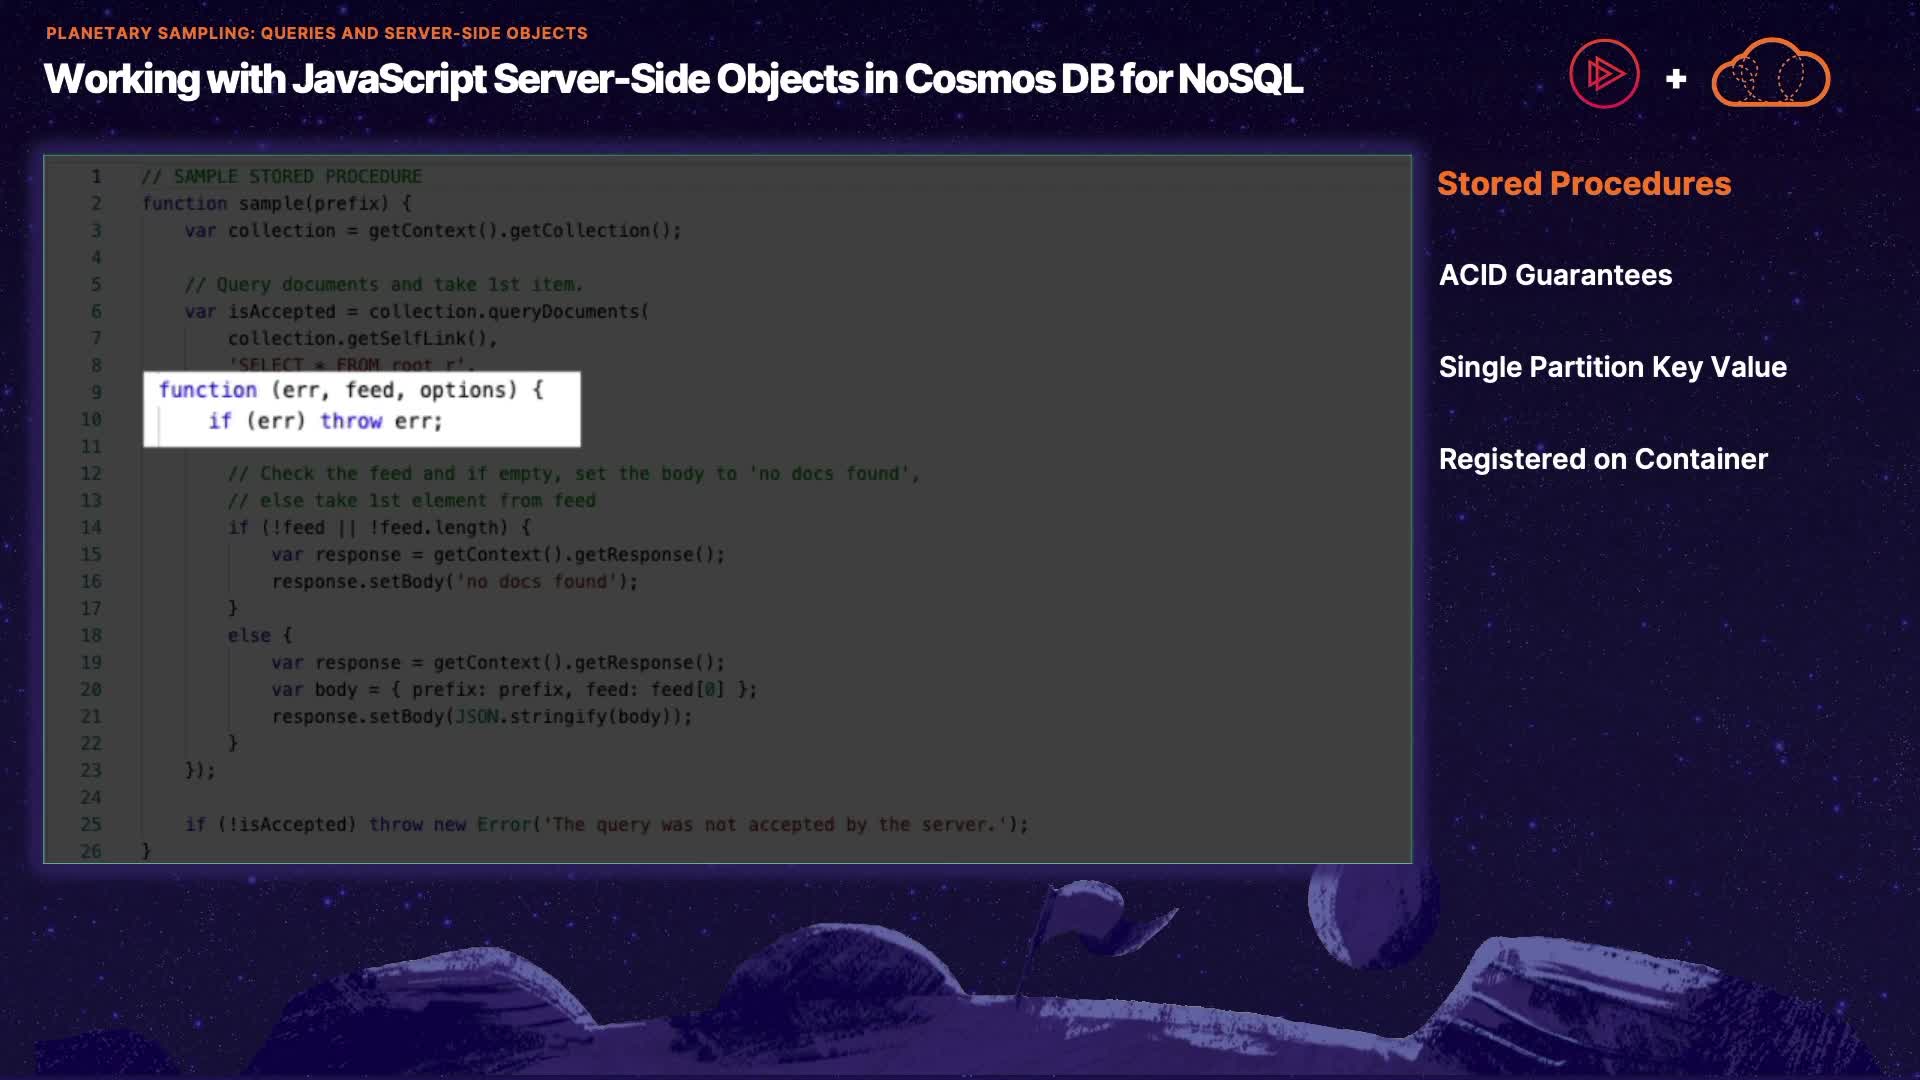 PLANETARY SAMPLING: QUERIES AND SERVER-SIDE OBJECTS
Working with JavaScript Server-Side Objects in Cosmos DB for NoSQL
+
1 // SAMPLE STORED PROCEDURE
2 function sample(prefix) {
3 var collection = getContext().getCollection();
4
5 // Query documents and take 1st item.
6 var isAccepted = collection.queryDocuments(
7 collection.getSelfLink(),
8 'SELECT * FROM root r',
9 function (err, feed, options) {
10 if (err) throw err;
11
12 // Check the feed and if empty, set the body to 'no docs found',
13 // else take 1st element from feed
14 if (!feed || !feed.length) {
15 var response = getContext().getResponse();
16 response.setBody('no docs found');
17 }
18 else {
19 var response = getContext().getResponse();
20 var body = { prefix: prefix, feed: feed[0] };
21 response.setBody(JSON.stringify(body));
22 }
23 });
24
25 if (!isAccepted) throw new Error('The query was not accepted by the server.');
26 }
Stored Procedures
ACID Guarantees
Single Partition Key Value
Registered on Container